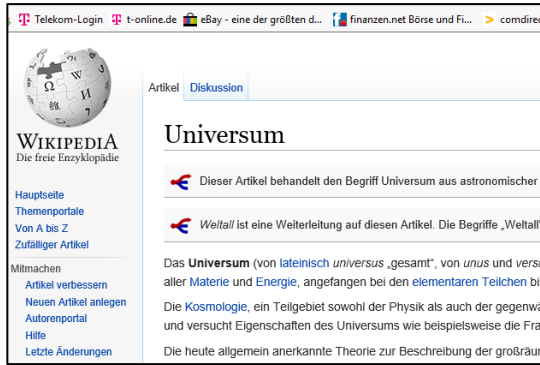 Telekom-Login t-online.de eBay - eine der größten d... finanzen.net Börse und Fi... comdirec
Artikel Diskussion
WIKIPEDIA
Die freie Enzyklopädie
Hauptseite
Themenportale
Von A bis Z
Zufälliger Artikel
Mitmachen
Artikel verbessern
Neuen Artikel anlegen
Autorenportal
Hilfe
Letzte Änderungen
Universum
Dieser Artikel behandelt den Begriff Universum aus astronomischer
Weltall ist eine Weiterleitung auf diesen Artikel. Die Begriffe „Weltall“
Das Universum (von lateinisch universus „gesamt“, von unus und versu
aller Materie und Energie, angefangen bei den elementaren Teilchen bi
Die Kosmologie, ein Teilgebiet sowohl der Physik als auch der gegenwä
und versucht Eigenschaften des Universums wie beispielsweise die Fra
Die heute allgemein anerkannte Theorie zur Beschreibung der großräur